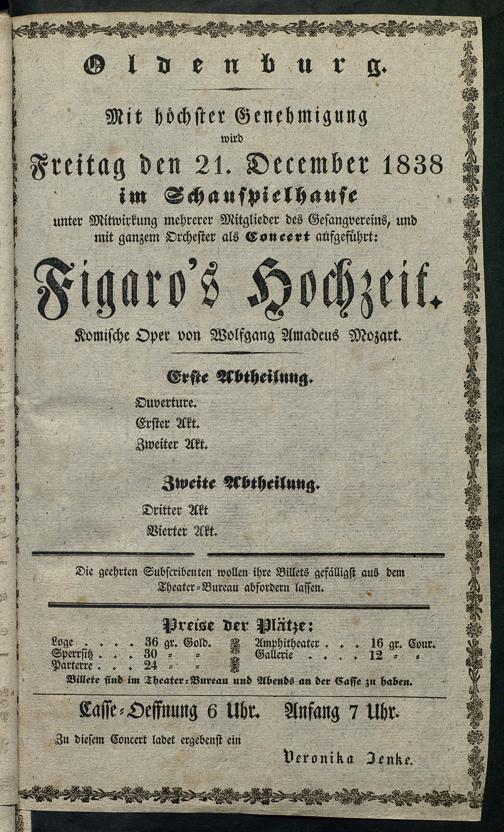 Oldenburg.
Mit höchster Genehmigung
wird
Freitag den 21. December 1838
im Schauspielhause
unter Mitwirkung mehrerer Mitglieder des Gesangvereins, und
mit ganzem Orchester als Concert aufgeführt:
Figaro's Hochzeit.
Komische Oper von Wolfgang Amadeus Mozart.
Erste Abtheilung.
Ouverture.
Erster Akt.
Zweiter Akt.
Zweite Abtheilung.
Dritter Akt
Vierter Akt.
Die geehrten Subscribenten wollen ihre Billets gefälligst aus dem
Theater-Bureau abfordern lassen.
Preise der Plätze:
Loge . . . . 36 gr. Gold. Amphitheater . . . 16 gr. Cour.
Sperrsitz . . . 30 " " Gallerie . . . . 12 " "
Parterre . . . 24 " "
Billete sind im Theater-Bureau und Abends an der Casse zu haben.
Casse-Oeffnung 6 Uhr. Anfang 7 Uhr.
Zu diesem Concert ladet ergebenst ein
Veronika Jenke.